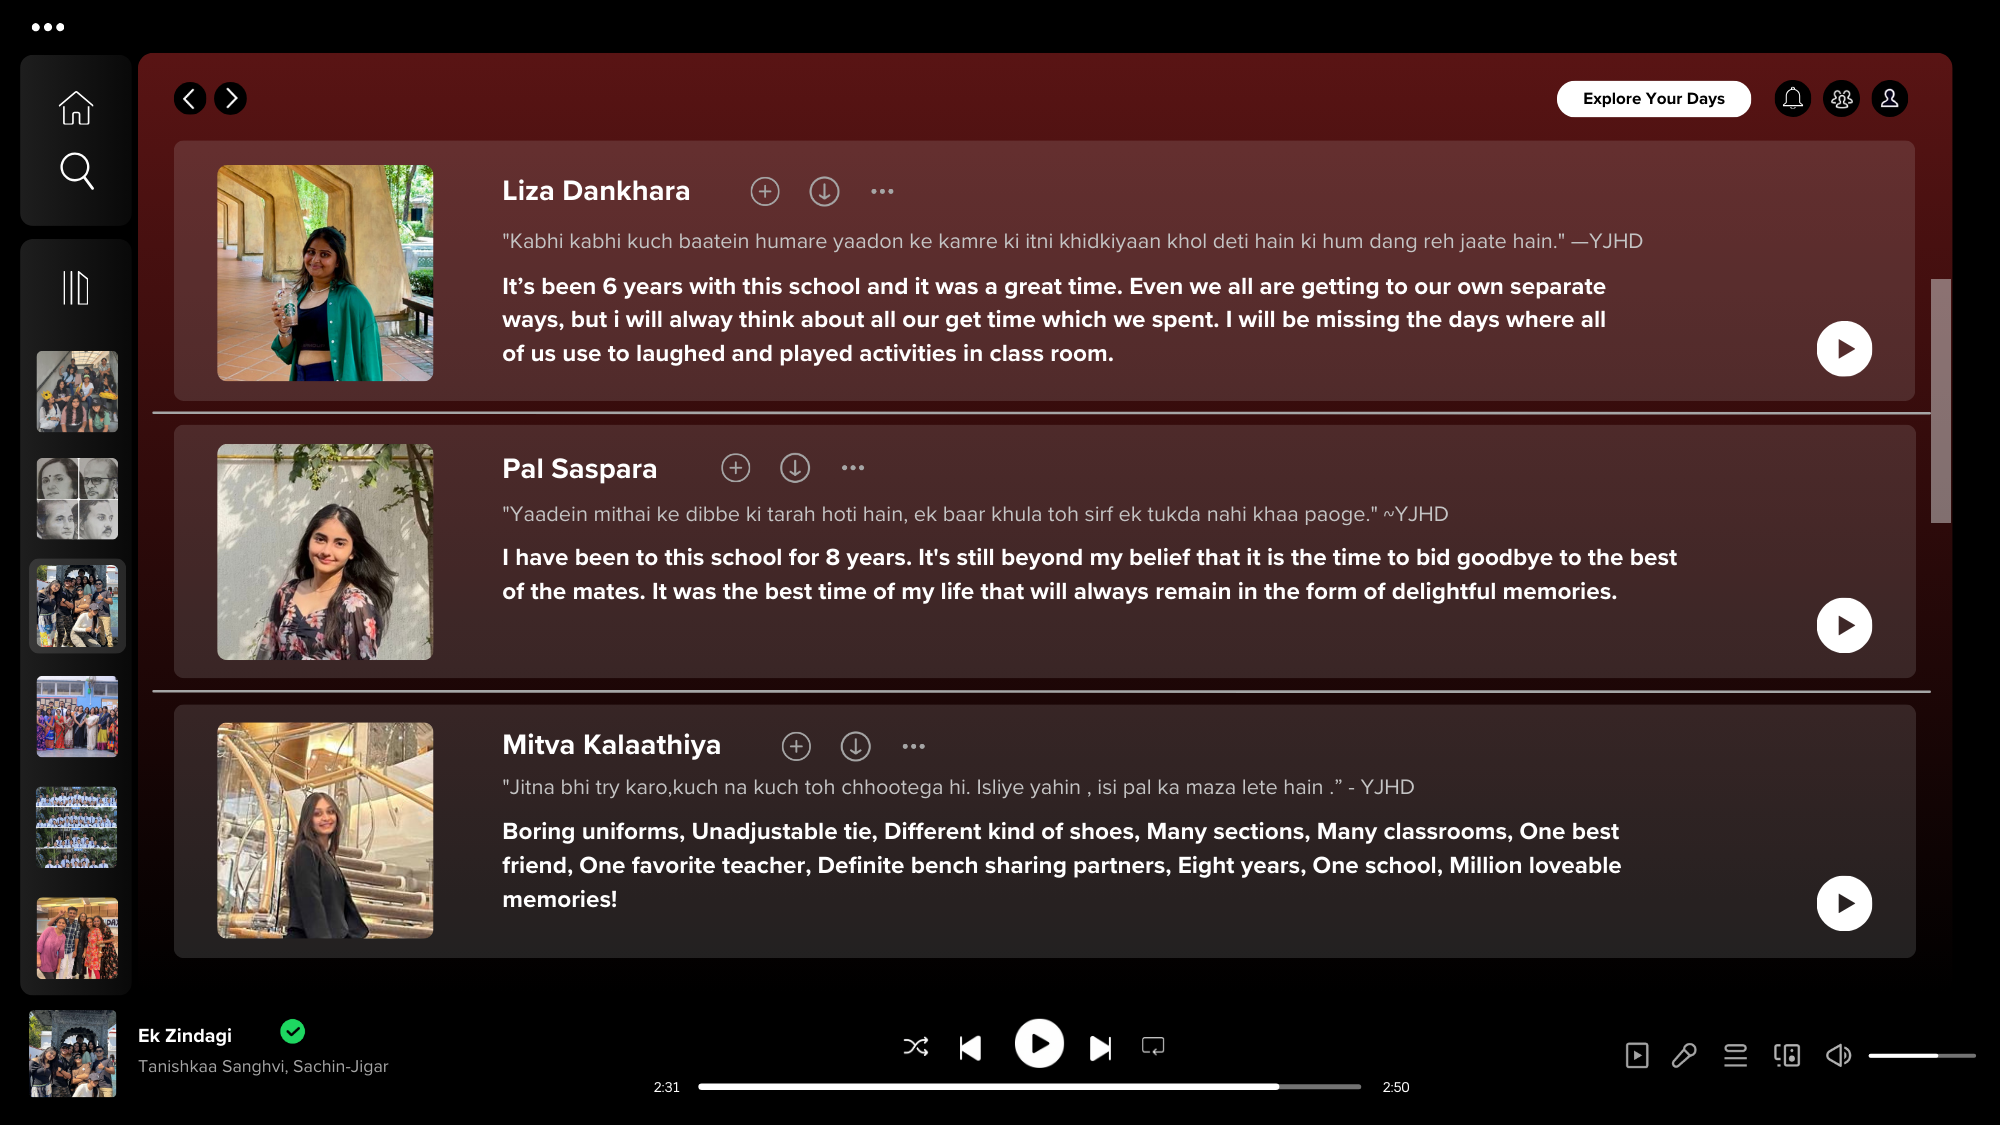 Explore Your Days
Liza Dankhara
"Kabhi kabhi kuch baatein humare yaadon ke kamre ki itni khidkiyaan khol deti hain ki hum dang reh jaate hain." —YJHD
It’s been 6 years with this school and it was a great time. Even we all are getting to our own separate
ways, but i will alway think about all our get time which we spent. I will be missing the days where all
of us use to laughed and played activities in class room.
Pal Saspara
"Yaadein mithai ke dibbe ki tarah hoti hain, ek baar khula toh sirf ek tukda nahi khaa paoge." ~YJHD
I have been to this school for 8 years. It's still beyond my belief that it is the time to bid goodbye to the best
of the mates. It was the best time of my life that will always remain in the form of delightful memories.
Mitva Kalaathiya
"Jitna bhi try karo,kuch na kuch toh chhootega hi. Isliye yahin , isi pal ka maza lete hain .” - YJHD
Boring uniforms, Unadjustable tie, Different kind of shoes, Many sections, Many classrooms, One best
friend, One favorite teacher, Definite bench sharing partners, Eight years, One school, Million loveable
memories!
Ek Zindagi
Tanishkaa Sanghvi, Sachin-Jigar
2:31
2:50